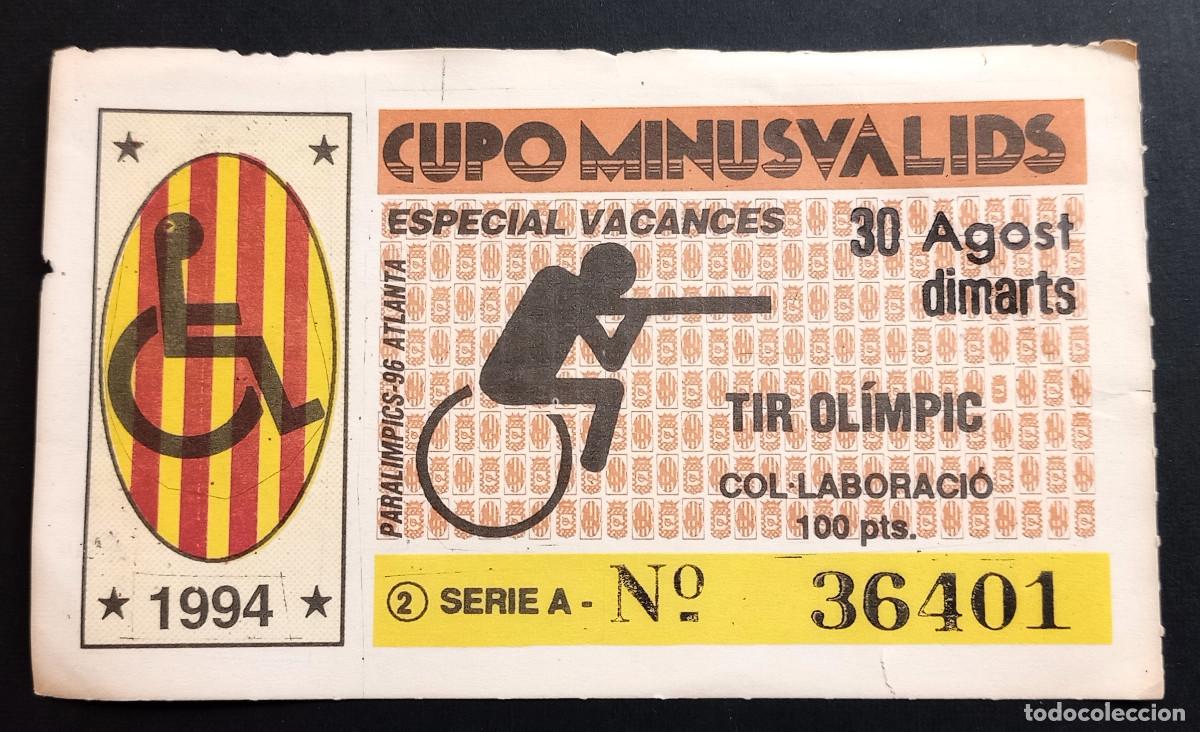 CUPO MINUSVALIDS
ESPECIAL VACANCES
30 Agost
dimarts
PARALIMPICS-96 ATLANTA
TIR OLÍMPIC
COL·LABORACIÓ
100 pts.
1994
2 SERIE A - Nº 36401
todocoleccion